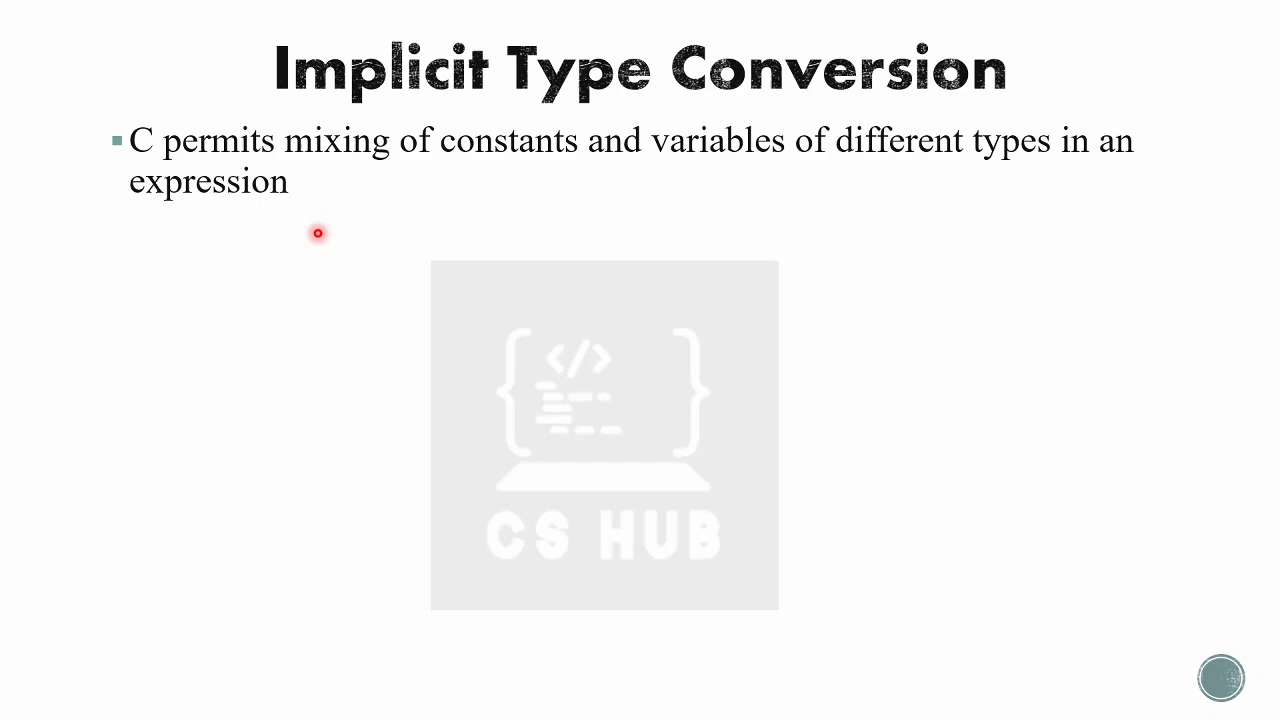 Implicit Type Conversion
C permits mixing of constants and variables of different types in an
expression
</>
CS HUB